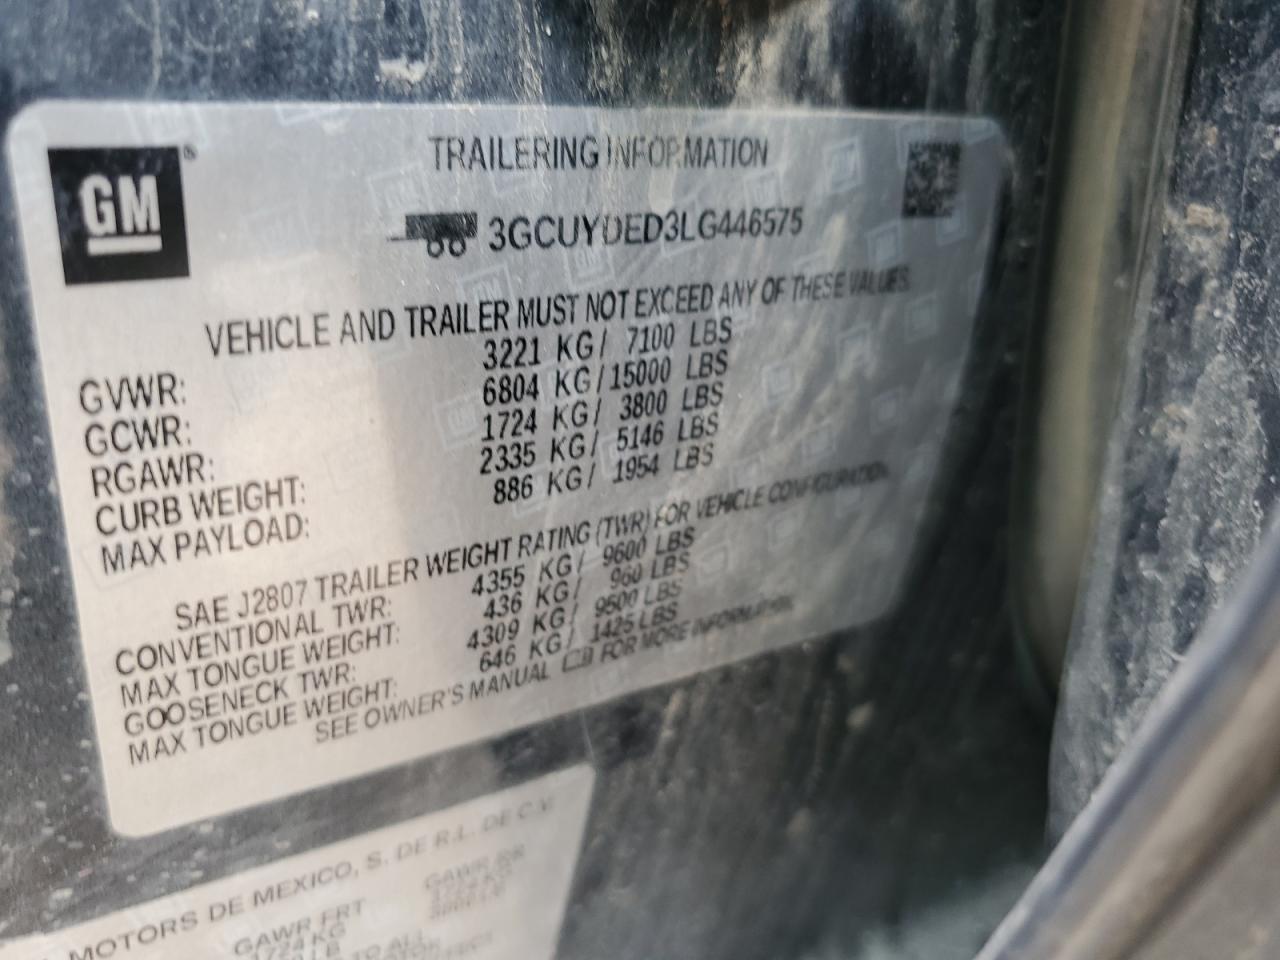 GM ®
TRAILERING INFORMATION
3GCUYDED3LG446575
VEHICLE AND TRAILER MUST NOT EXCEED ANY OF THESE VALUES.
GVWR: 3221 KG/ 7100 LBS
GCWR: 6804 KG/15000 LBS
RGAWR: 1724 KG/ 3800 LBS
CURB WEIGHT: 2335 KG/ 5146 LBS
MAX PAYLOAD: 886 KG/ 1954 LBS
SAE J2807 TRAILER WEIGHT RATING (TWR) FOR VEHICLE CONFIGURATION
CONVENTIONAL TWR: 4355 KG/ 9600 LBS
MAX TONGUE WEIGHT: 436 KG/ 960 LBS
GOOSENECK TWR: 4309 KG/ 9500 LBS
MAX TONGUE WEIGHT: 646 KG/ 1425 LBS
SEE OWNER'S MANUAL FOR MORE INFORMATION.
MOTORS DE MEXICO, S. DE R.L. DE C.V.
GAWR FRT GAWR RR
1724 KG
TO ALL